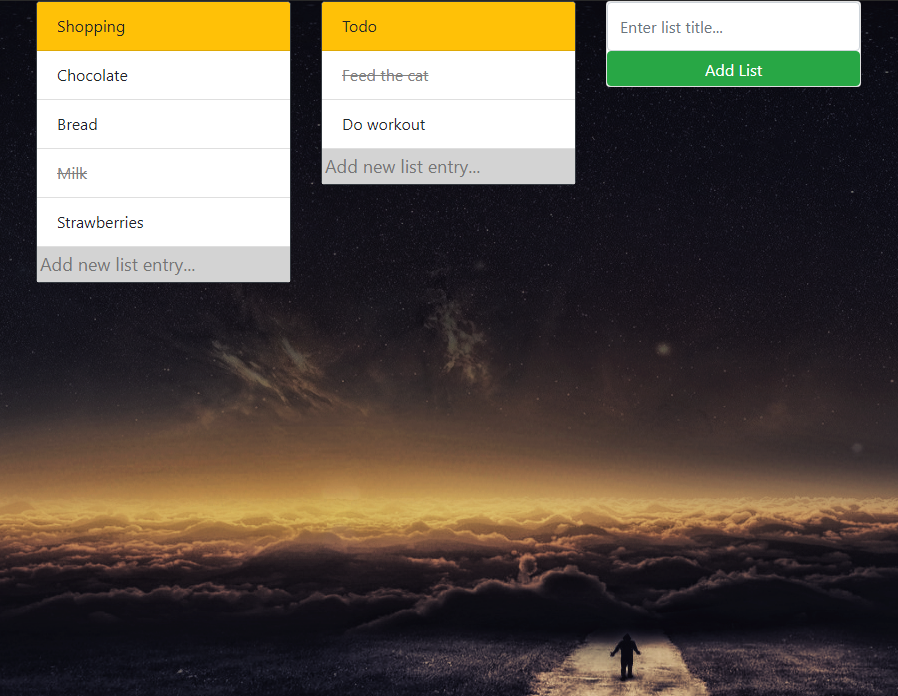 Shopping
Chocolate
Bread
Milk
Strawberries
Add new list entry...
Todo
Feed the cat
Do workout
Add new list entry...
Enter list title...
Add List